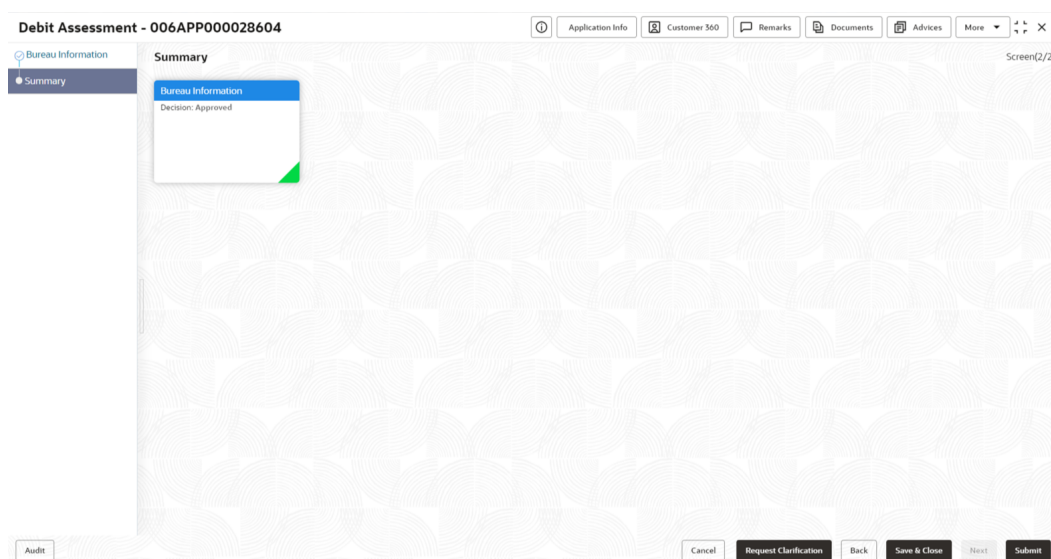 Debit Assessment - 006APP000028604
Application Info
Customer 360
Remarks
Documents
Advices
More
Bureau Information
Summary
Summary
Screen(2/2
Bureau Information
Decision: Approved
Audit
Cancel
Request Clarification
Back
Save & Close
Next
Submit